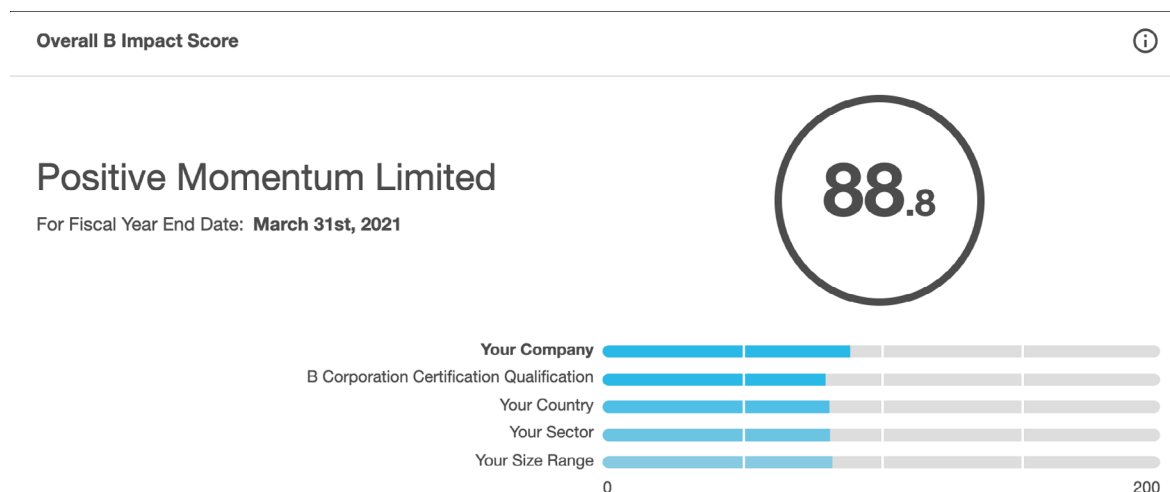 Overall B Impact Score
Positive Momentum Limited
88.8
For Fiscal Year End Date: March 31st, 2021
Your Company
B Corporation Certification Qualification
Your Country
Your Sector
Your Size Range
0 200